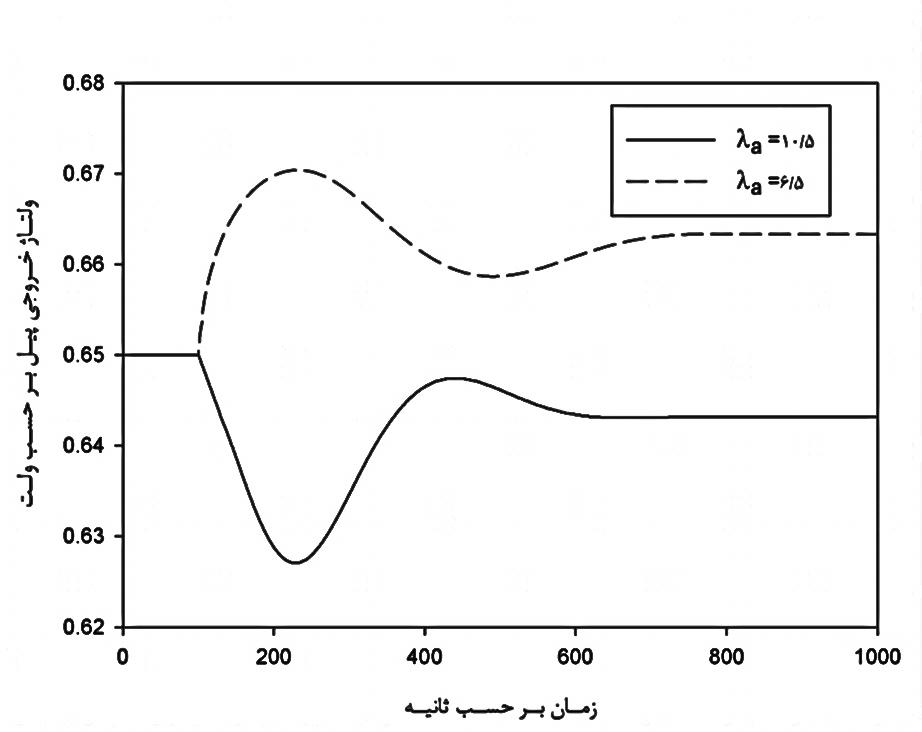 0.68
0.67
0.66
0.65
0.64
0.63
0.62
0 200 400 600 800 1000
λa =۱۰/۵
λa =۶/۵
ولتاژ خروجی پیل بر حسب ولت
زمان بر حسب ثانیه